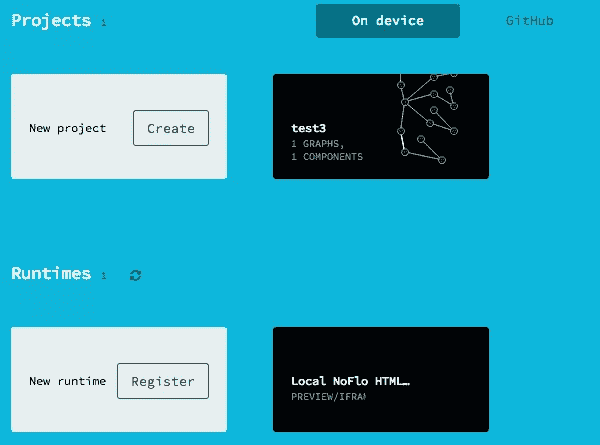 Projects 1
On device
GitHub
New project
Create
test3
1 GRAPHS,
1 COMPONENTS
Runtimes 1
New runtime
Register
Local NoFlo HTML…
PREVIEW/IFRAM